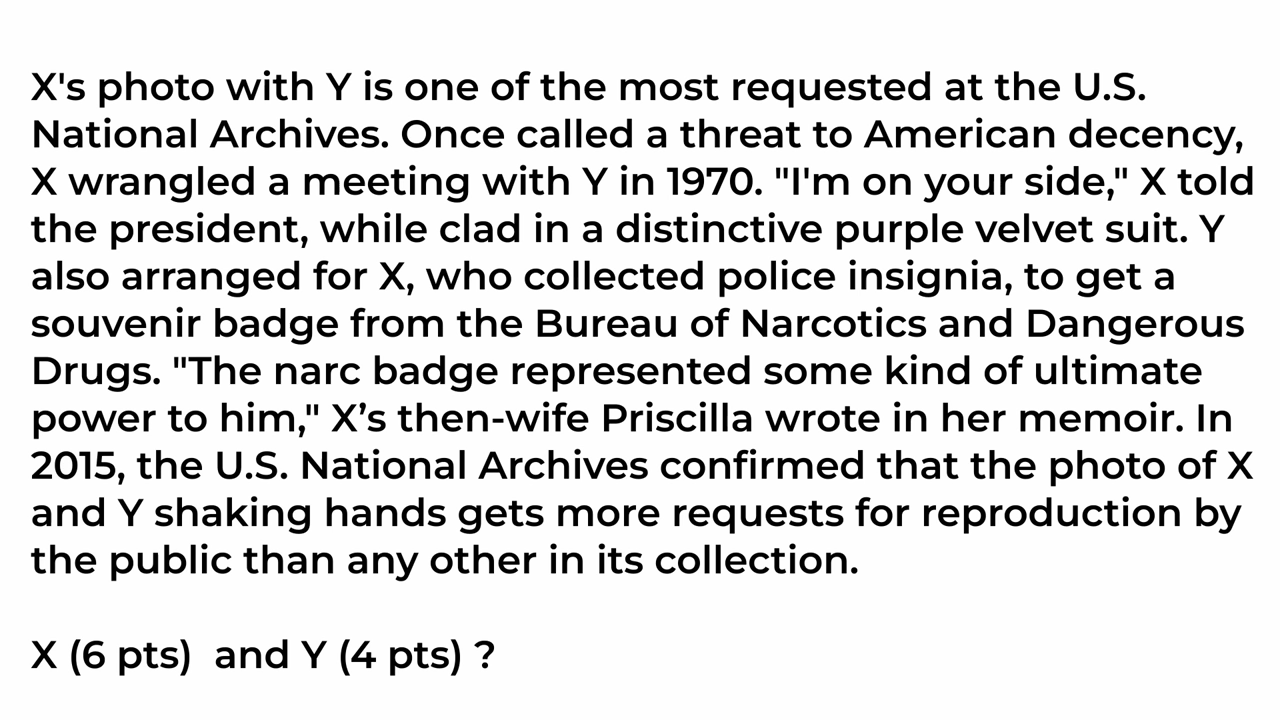 X's photo with Y is one of the most requested at the U.S.
National Archives. Once called a threat to American decency,
X wrangled a meeting with Y in 1970. "I'm on your side," X told
the president, while clad in a distinctive purple velvet suit. Y
also arranged for X, who collected police insignia, to get a
souvenir badge from the Bureau of Narcotics and Dangerous
Drugs. "The narc badge represented some kind of ultimate
power to him," X’s then-wife Priscilla wrote in her memoir. In
2015, the U.S. National Archives confirmed that the photo of X
and Y shaking hands gets more requests for reproduction by
the public than any other in its collection.
X (6 pts)  and Y (4 pts) ?